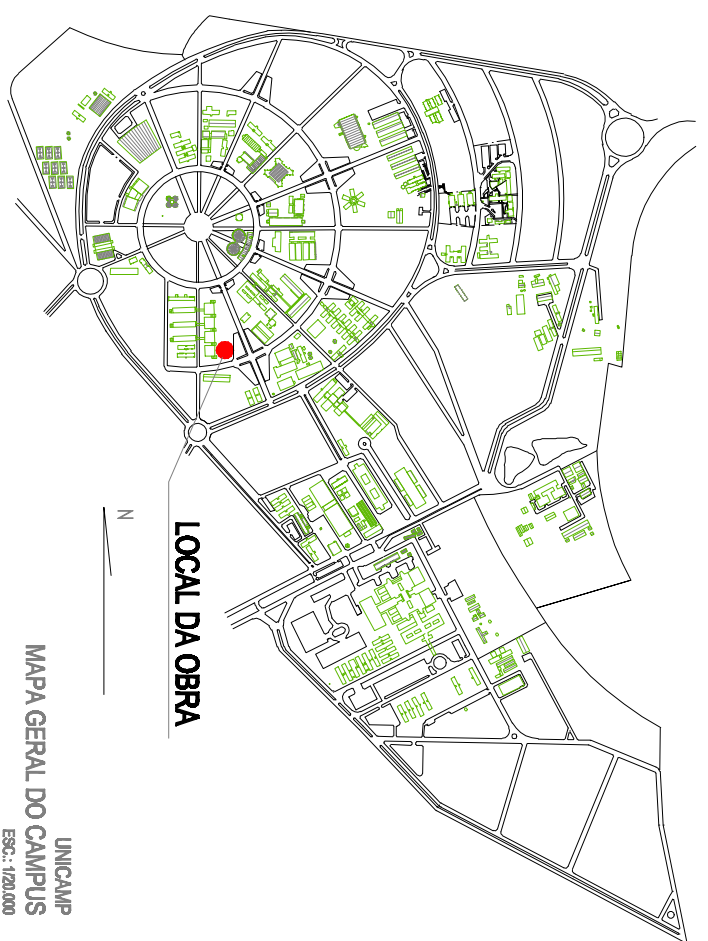 N
LOCAL DA OBRA
UNICAMP
MAPA GERAL DO CAMPUS
ESC.: 1/20.000